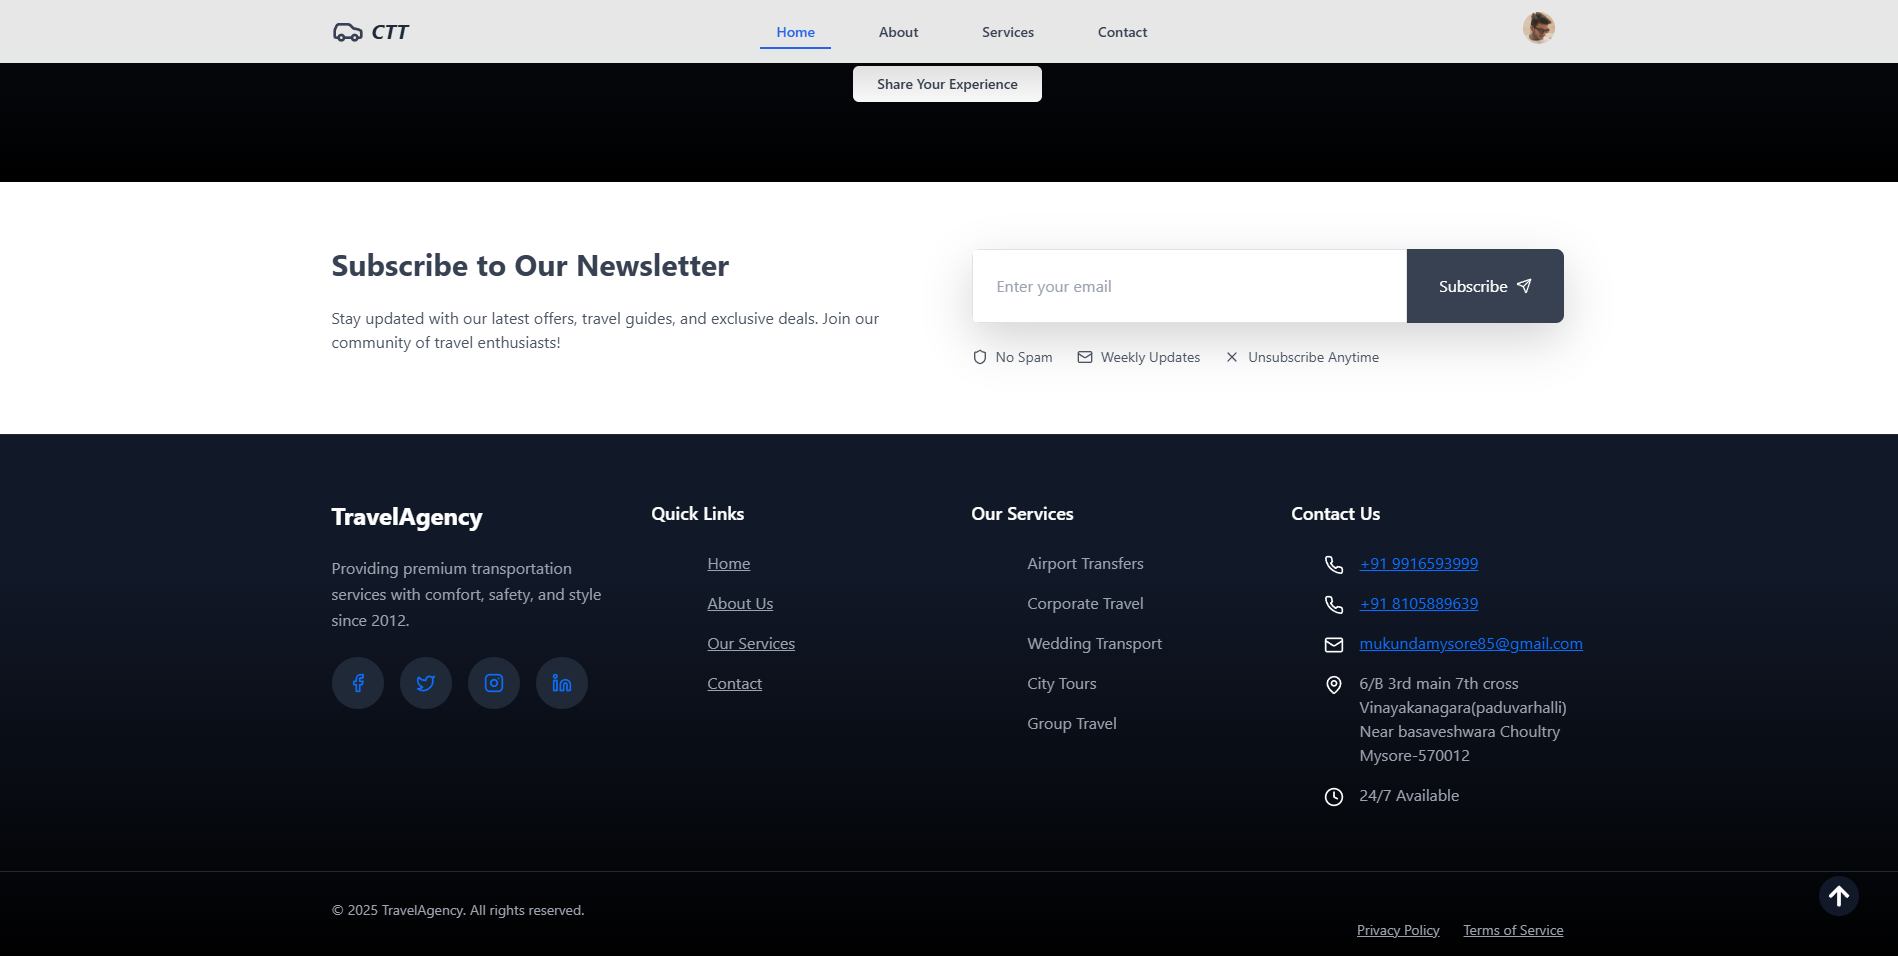 CTT
Home
About
Services
Contact
Share Your Experience
Subscribe to Our Newsletter
Stay updated with our latest offers, travel guides, and exclusive deals. Join our
community of travel enthusiasts!
Enter your email
Subscribe
No Spam
Weekly Updates
Unsubscribe Anytime
TravelAgency
Providing premium transportation
services with comfort, safety, and style
since 2012.
Quick Links
Home
About Us
Our Services
Contact
Our Services
Airport Transfers
Corporate Travel
Wedding Transport
City Tours
Group Travel
Contact Us
+91 9916593999
+91 8105889639
mukundamysore85@gmail.com
6/B 3rd main 7th cross
Vinayakanagara(paduvarhalli)
Near basaveshwara Choultry
Mysore-570012
24/7 Available
© 2025 TravelAgency. All rights reserved.
Privacy Policy
Terms of Service